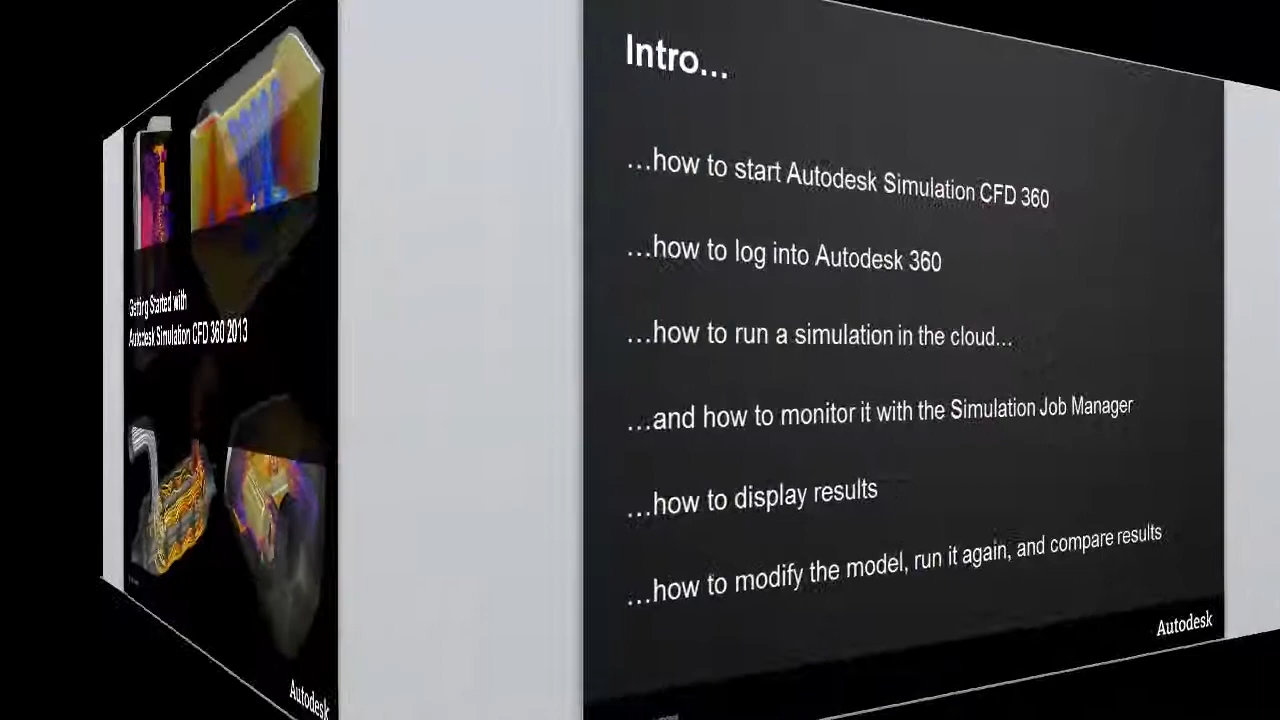 Getting Started with
Autodesk Simulation CFD 360 2013
Autodesk
Intro...
...how to start Autodesk Simulation CFD 360
...how to log into Autodesk 360
...how to run a simulation in the cloud...
...and how to monitor it with the Simulation Job Manager
...how to display results
...how to modify the model, run it again, and compare results
Autodesk